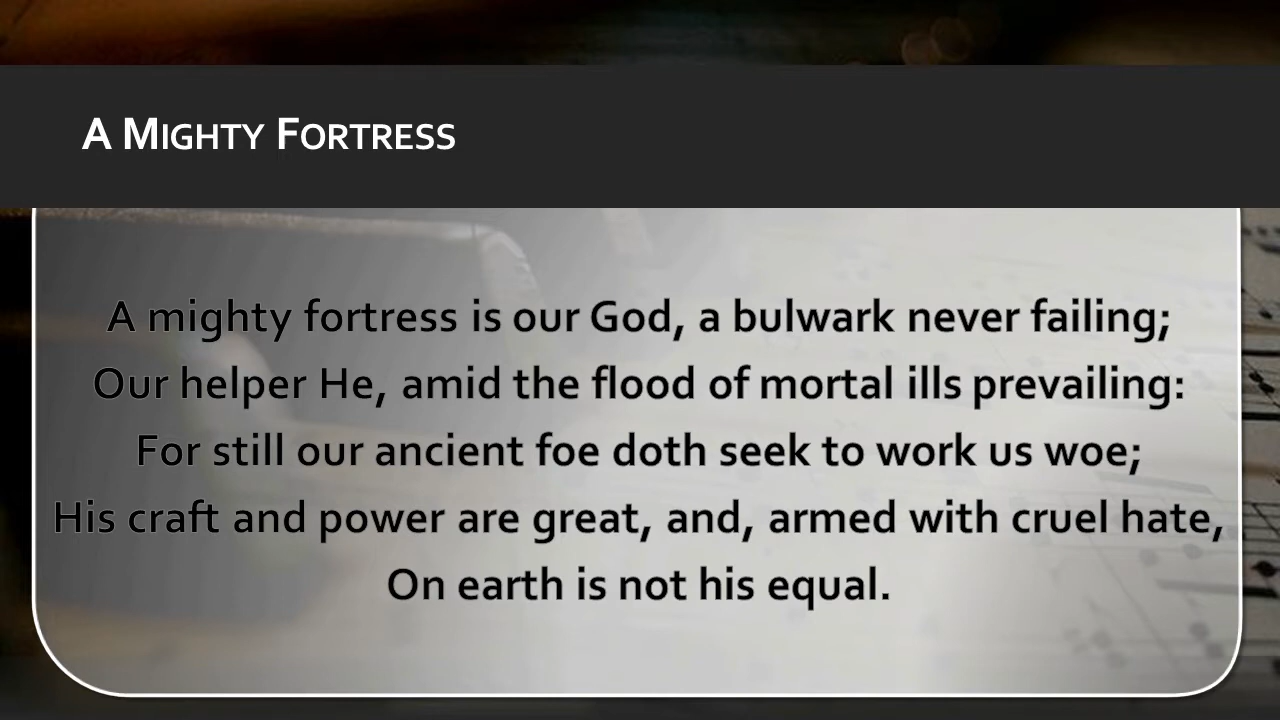 A Mighty Fortress
A mighty fortress is our God, a bulwark never failing;
Our helper He, amid the flood of mortal ills prevailing:
For still our ancient foe doth seek to work us woe;
His craft and power are great, and, armed with cruel hate,
On earth is not his equal.